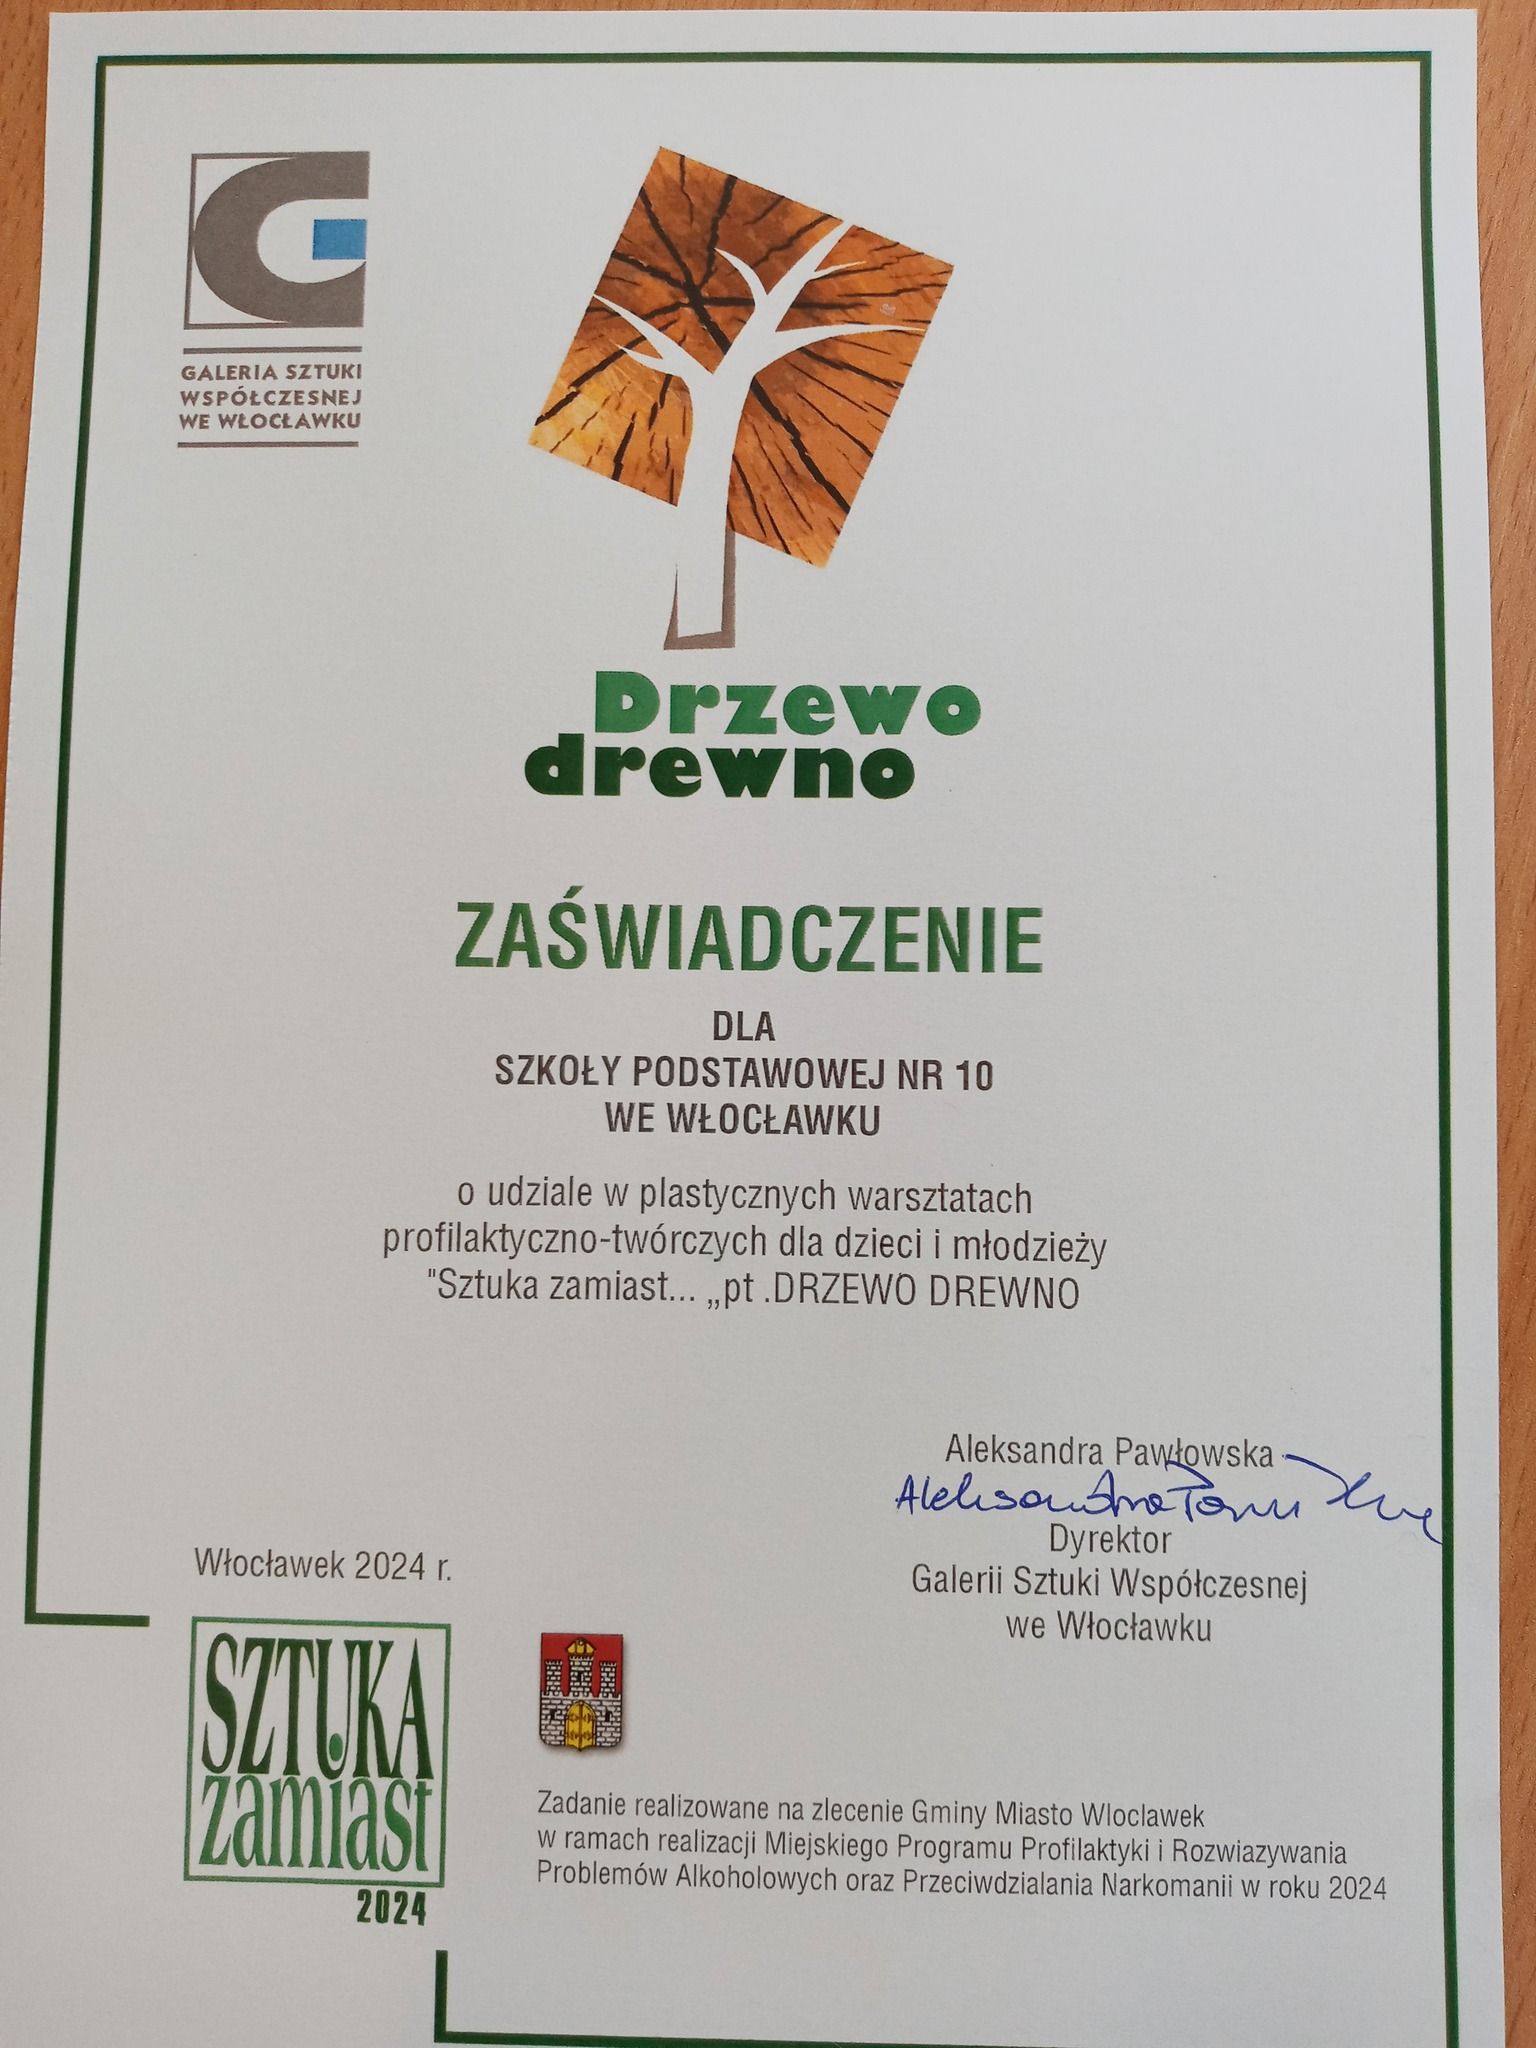 GALERIA SZTUKI
WSPÓŁCZESNEJ
WE WŁOCŁAWKU
Drzewo
drewno
ZAŚWIADCZENIE
DLA
SZKOŁY PODSTAWOWEJ NR 10
WE WŁOCŁAWKU
o udziale w plastycznych warsztatach
profilaktyczno-twórczych dla dzieci i młodzieży
"Sztuka zamiast... „pt .DRZEWO DREWNO
Aleksandra Pawłowska
Aleksandra
Dyrektor
Galerii Sztuki Współczesnej
we Włocławku
Włocławek 2024 r.
SZTUKA
zamiast
2024
Zadanie realizowane na zlecenie Gminy Miasto Wloclawek
w ramach realizacji Miejskiego Programu Profilaktyki i Rozwiazywania
Problemów Alkoholowych oraz Przeciwdzialania Narkomanii w roku 2024